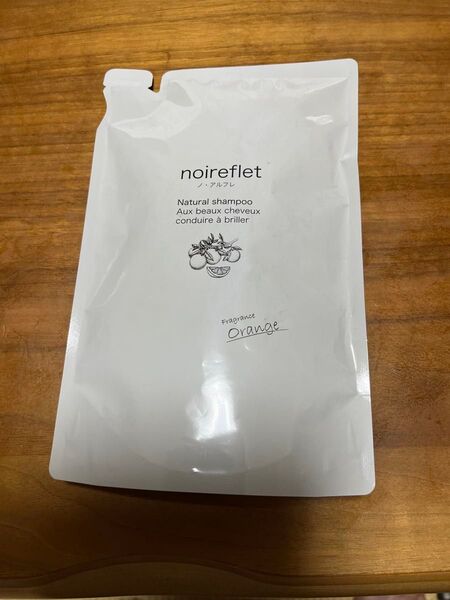 noireflet
ノ・アルフレ
Natural shampoo
Aux beaux cheveux
conduire à briller
Fragrance
Orange